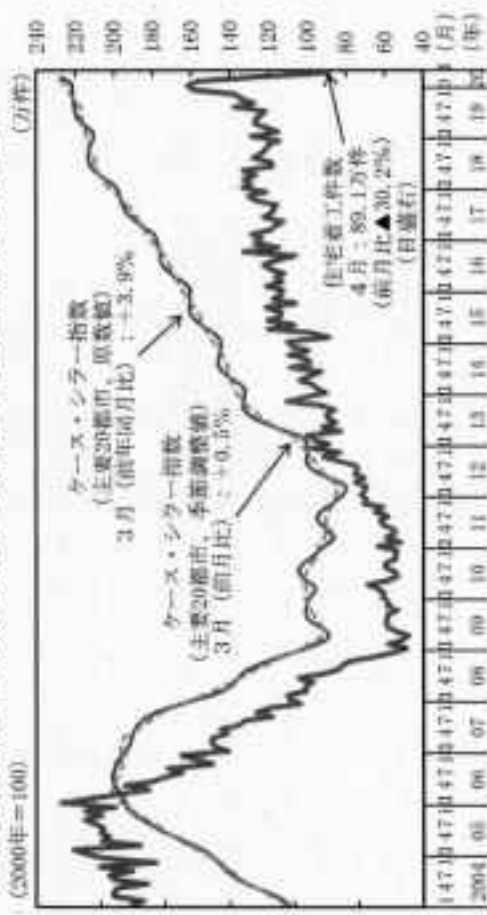 (2000年=100)
(万件)
240
220
200
180
160
140
120
100
80
60
40
ケース・シラー指数
(主要20都市、原数値)
3月(前年同月比):+3.9%
ケース・シラー指数
(主要20都市、季節調整値)
3月(前月比):+0.5%
住宅着工件数
4月:89.1万件
(前月比▲30.2%)
(目盛右)
(月)
2004 05 06 07 08 09 10 11 12 13 14 15 16 17 18 19 20 (年)